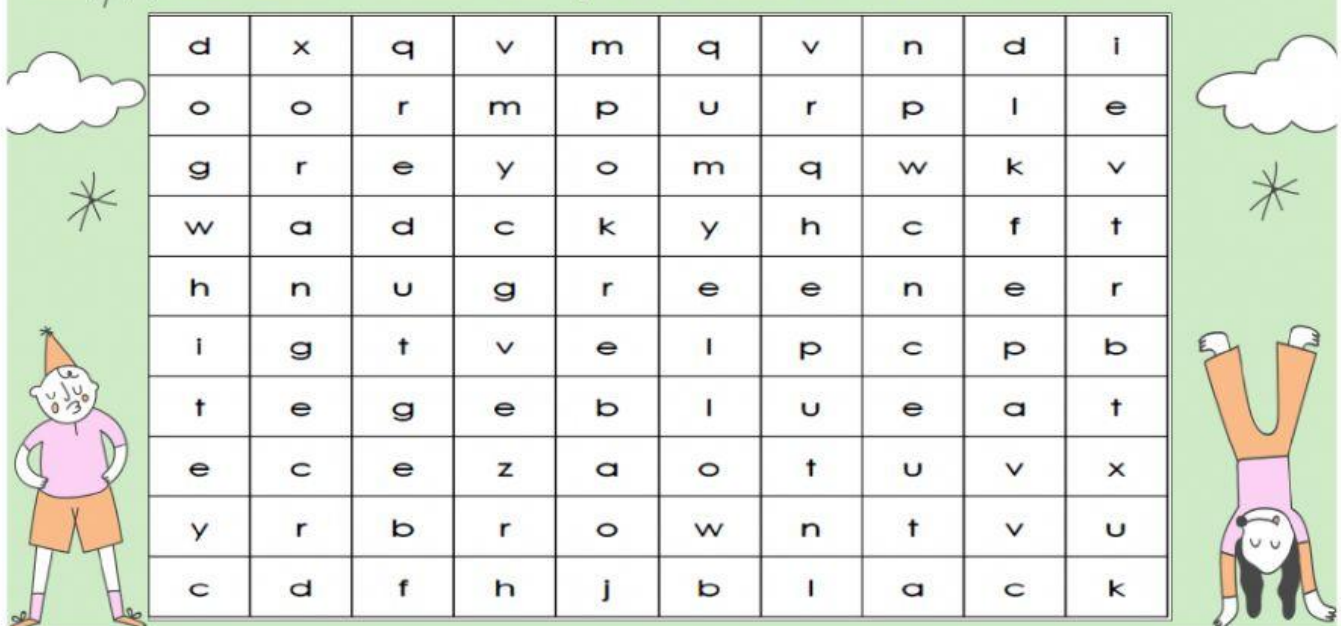 d x q v m q v n d i
o o r m p u r p l e
g r e y o m q w k v
w a d c k y h c f t
h n u g r e e n e r
i g t v e l p c p b
t e g e b l u e a t
e c e z a o t u v x
y r b r o w n t v u
c d f h j b l a c k